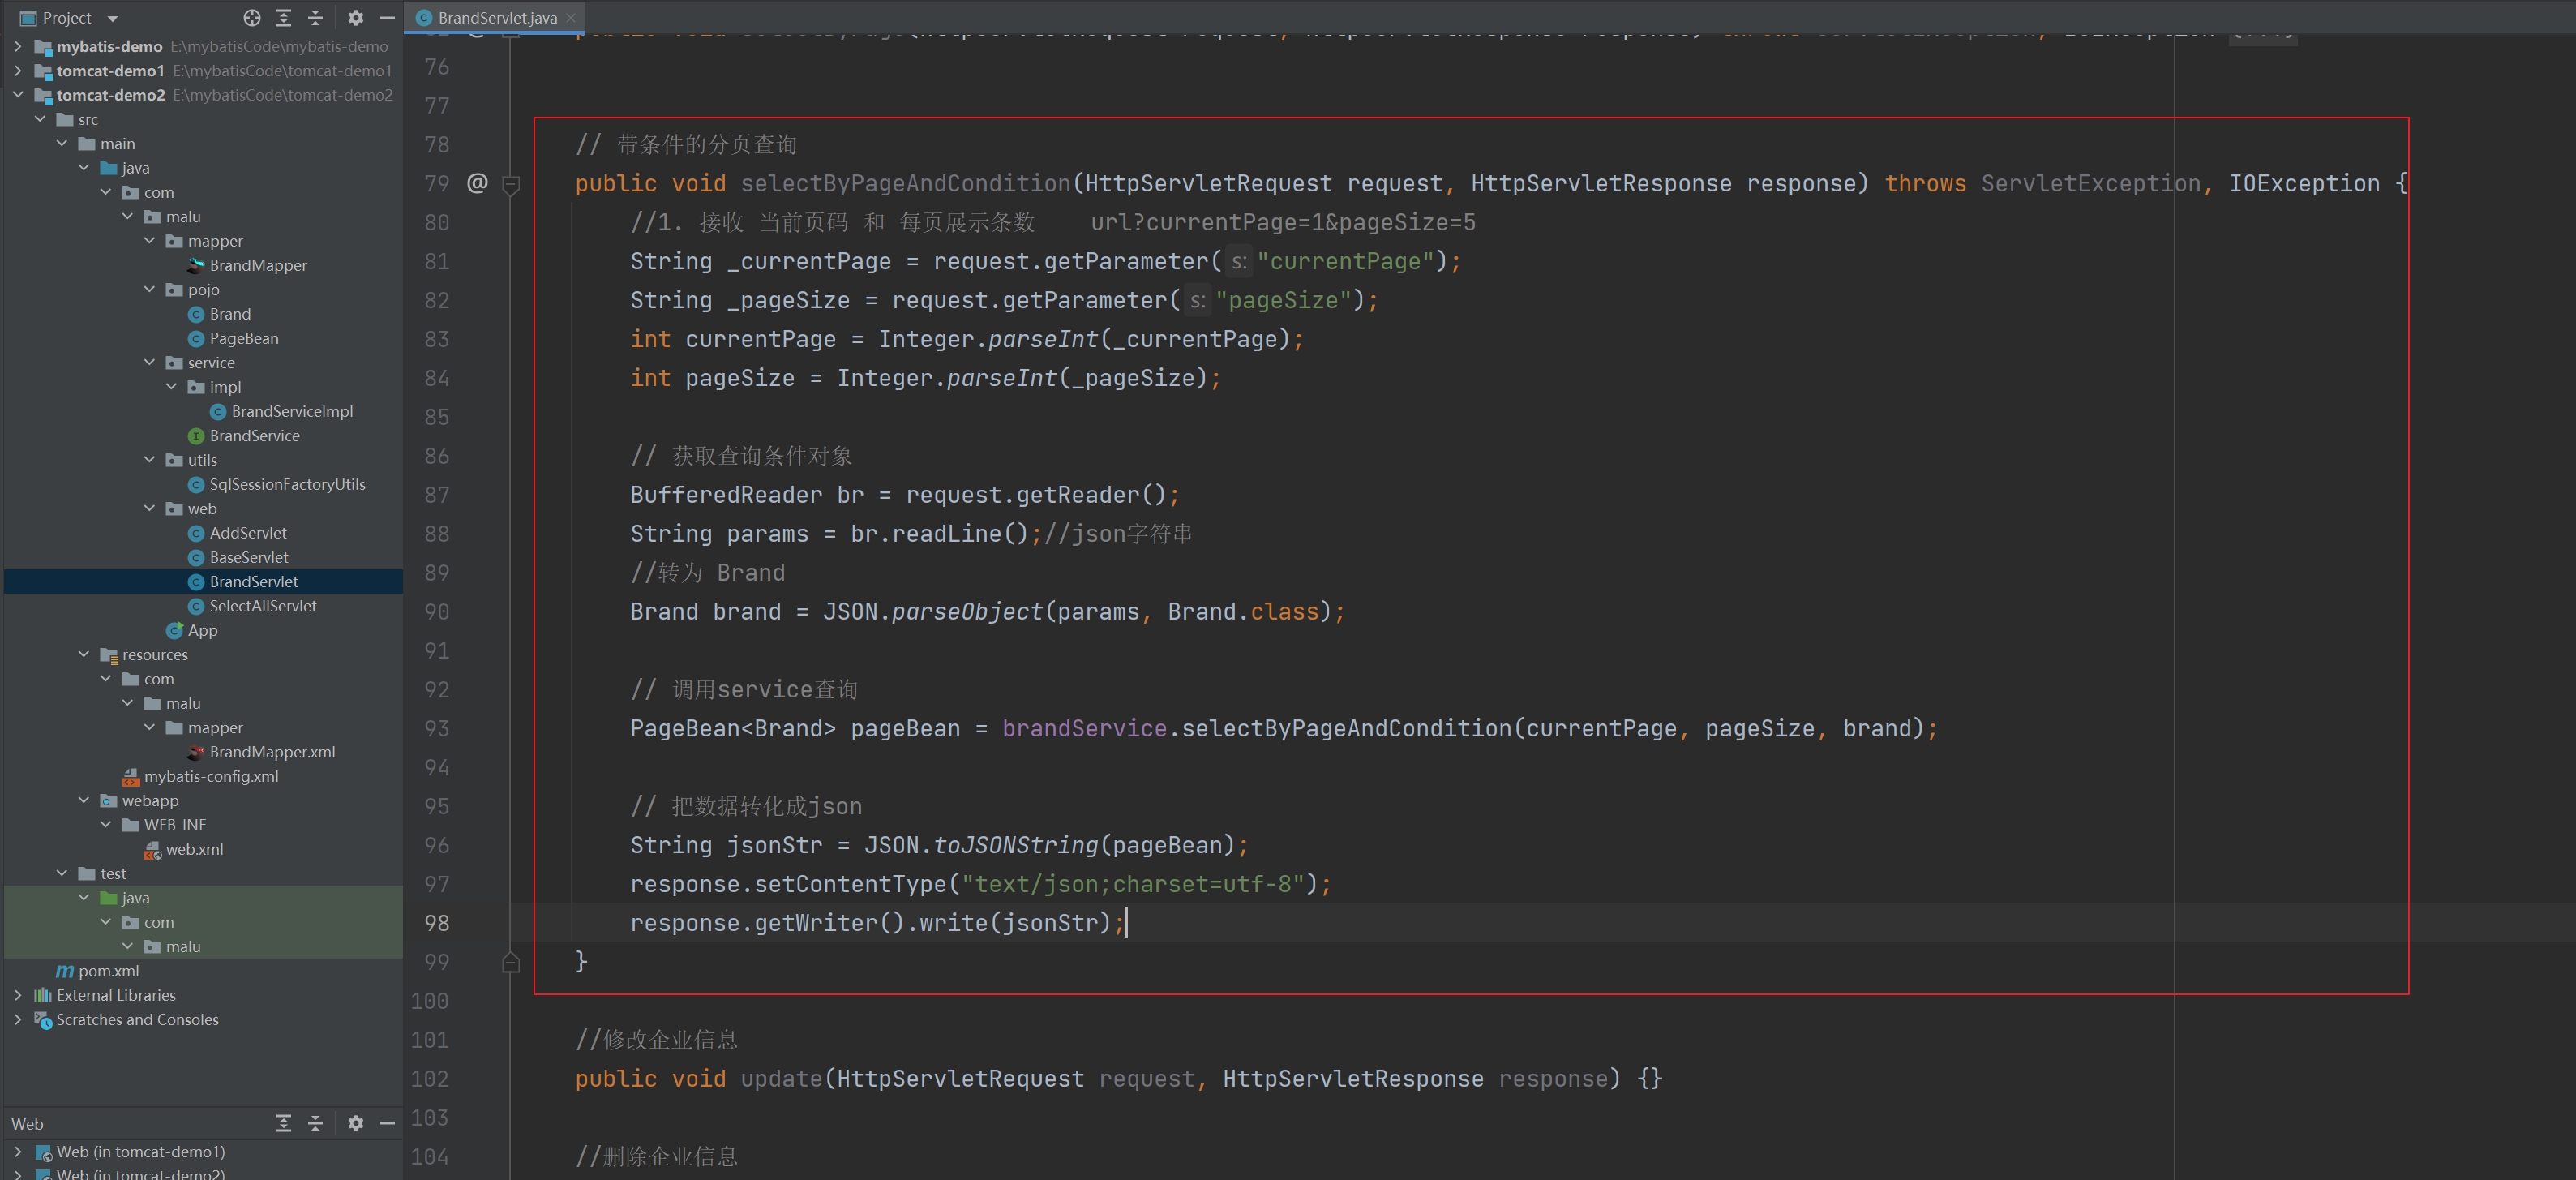 Project
mybatis-demo E:\mybatisCode\mybatis-demo
tomcat-demo1 E:\mybatisCode\tomcat-demo1
tomcat-demo2 E:\mybatisCode\tomcat-demo2
src
main
java
com
malu
mapper
BrandMapper
pojo
Brand
PageBean
service
impl
BrandServiceImpl
BrandService
utils
SqlSessionFactoryUtils
web
AddServlet
BaseServlet
BrandServlet
SelectAllServlet
App
resources
com
malu
mapper
BrandMapper.xml
mybatis-config.xml
webapp
WEB-INF
web.xml
test
java
com
malu
pom.xml
External Libraries
Scratches and Consoles
Web
Web (in tomcat-demo1)
Web (in tomcat-demo2)
BrandServlet.java
76
77
78 // 带条件的分页查询
79 @ public void selectByPageAndCondition(HttpServletRequest request, HttpServletResponse response) throws ServletException, IOException {
80 //1. 接收 当前页码 和 每页展示条数 url?currentPage=1&pageSize=5
81 String _currentPage = request.getParameter( s: "currentPage");
82 String _pageSize = request.getParameter( s: "pageSize");
83 int currentPage = Integer.parseInt(_currentPage);
84 int pageSize = Integer.parseInt(_pageSize);
85
86 // 获取查询条件对象
87 BufferedReader br = request.getReader();
88 String params = br.readLine();//json字符串
89 //转为 Brand
90 Brand brand = JSON.parseObject(params, Brand.class);
91
92 // 调用service查询
93 PageBean<Brand> pageBean = brandService.selectByPageAndCondition(currentPage, pageSize, brand);
94
95 // 把数据转化成json
96 String jsonStr = JSON.toJSONString(pageBean);
97 response.setContentType("text/json;charset=utf-8");
98 response.getWriter().write(jsonStr);
99 }
100
101 //修改企业信息
102 public void update(HttpServletRequest request, HttpServletResponse response) {}
103
104 //删除企业信息